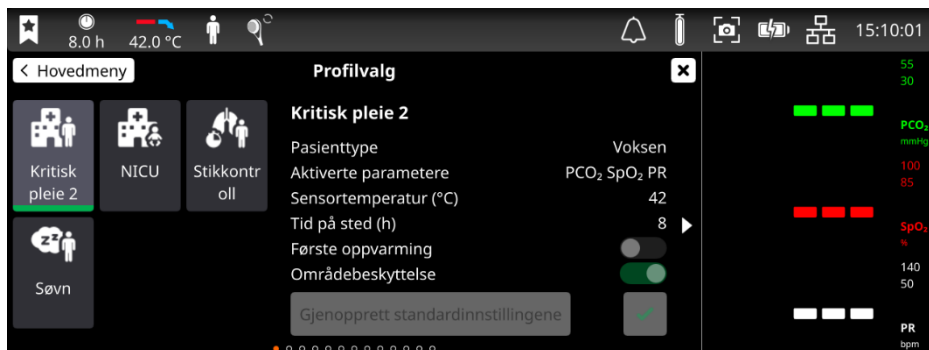 8.0 h 42.0 °C 15:10:01
< Hovedmeny Profilvalg
Kritisk pleie 2
NICU
Stikkontr
oll
Søvn
Kritisk pleie 2
Pasienttype Voksen
Aktiverte parametere PCO₂ SpO₂ PR
Sensortemperatur (°C) 42
Tid på sted (h) 8
Første oppvarming
Områdebeskyttelse
Gjenopprett standardinnstillingene
55
30
PCO₂
mmHg
100
85
SpO₂
%
140
50
PR
bpm